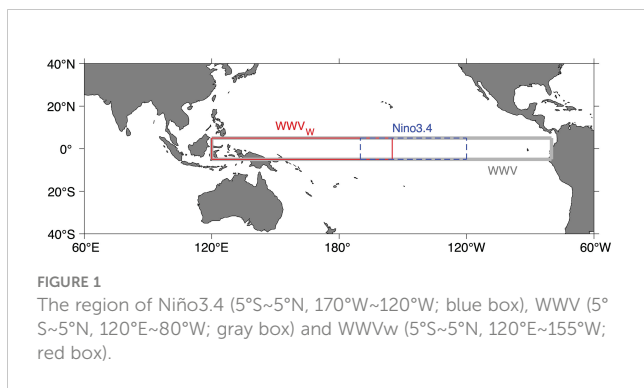 40°N
20°N
0°
20°S
40°S
WWVw
Nino3.4
WWV
60°E 120°E 180° 120°W 60°W
FIGURE 1
The region of Niño3.4 (5°S~5°N, 170°W~120°W; blue box), WWV (5°
S~5°N, 120°E~80°W; gray box) and WWVw (5°S~5°N, 120°E~155°W;
red box).